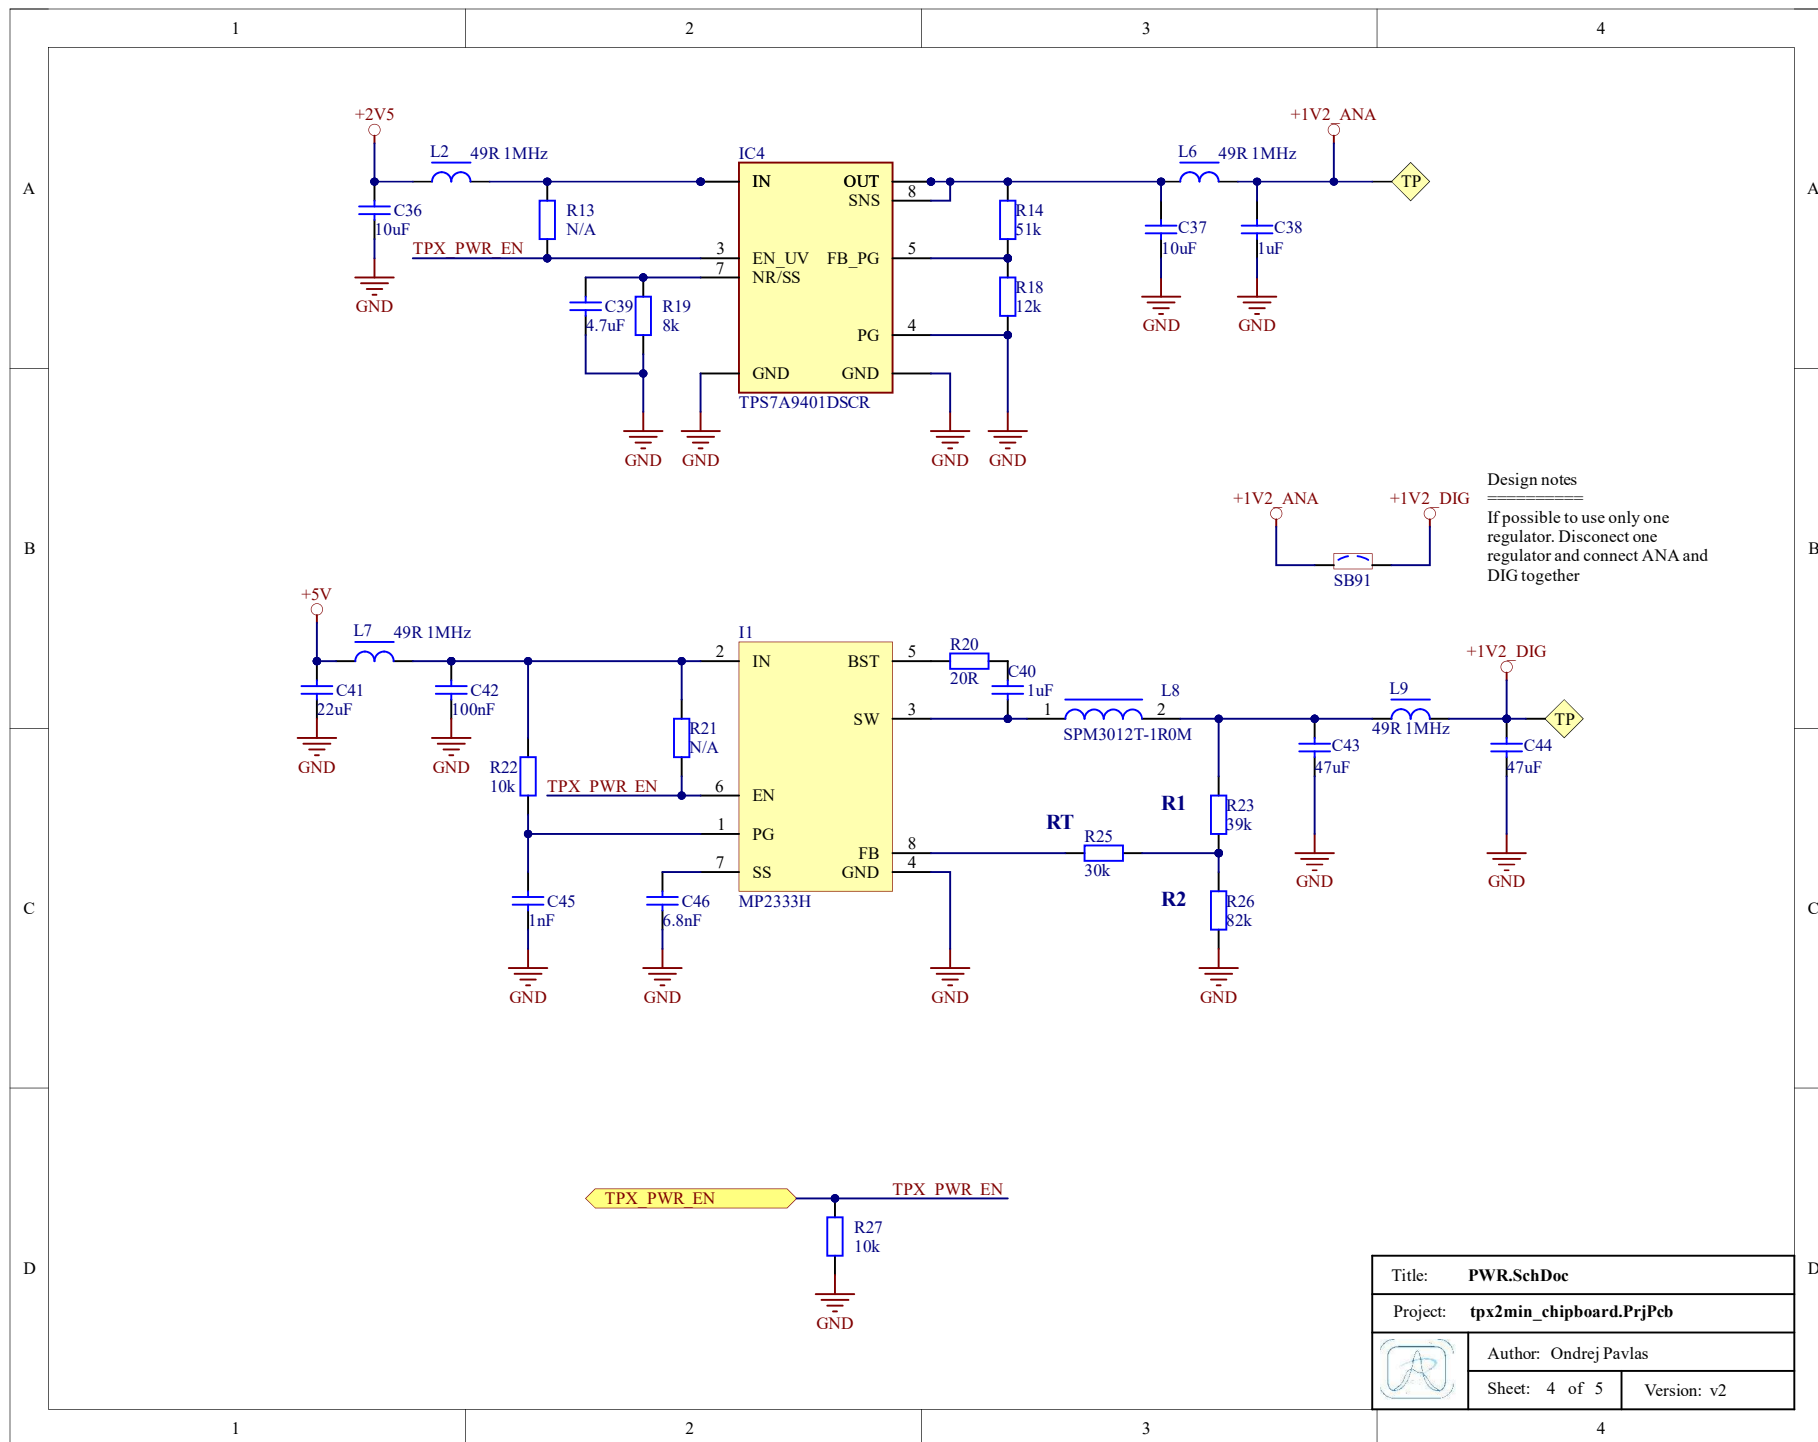 1 2 3 4
A A
+2V5
L2 49R 1MHz
C36
10uF
GND
R13
N/A
TPX_PWR_EN
IC4
IN OUT
8 SNS
3 EN_UV FB_PG 5
7 NR/SS
PG 4
GND GND
TPS7A9401DSCR
C39
4.7uF
R19
8k
GND GND GND GND
R14
51k
R18
12k
L6 49R 1MHz
+1V2_ANA
TP
C37
10uF
C38
1uF
GND GND
B B
+1V2_ANA +1V2_DIG
SB91
Design notes
==========
If possible to use only one
regulator. Disconect one
regulator and connect ANA and
DIG together
+5V
L7 49R 1MHz
C41
22uF
GND
C42
100nF
GND
R22
10k
R21
N/A
TPX_PWR_EN
I1
2 IN BST 5
SW 3
6 EN
1 PG
FB 8
7 SS GND 4
MP2333H
C45
1nF
GND
C46
6.8nF
GND
GND
R20
20R
C40
1uF
1 L8 2
SPM3012T-1R0M
RT
R25
30k
R1
R23
39k
R2
R26
82k
GND
C43
47uF
GND
L9
49R 1MHz
+1V2_DIG
TP
C44
47uF
GND
C C
TPX_PWR_EN TPX_PWR_EN
R27
10k
GND
D D
Title: PWR.SchDoc
Project: tpx2min_chipboard.PrjPcb
Author: Ondrej Pavlas
Sheet: 4 of 5 Version: v2
1 2 3 4